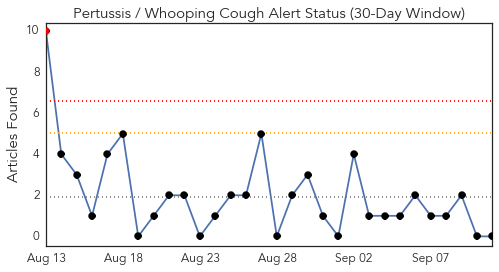 Pertussis / Whooping Cough Alert Status (30-Day Window)
Articles Found
10
8
6
4
2
0
Aug 13 Aug 18 Aug 23 Aug 28 Sep 02 Sep 07